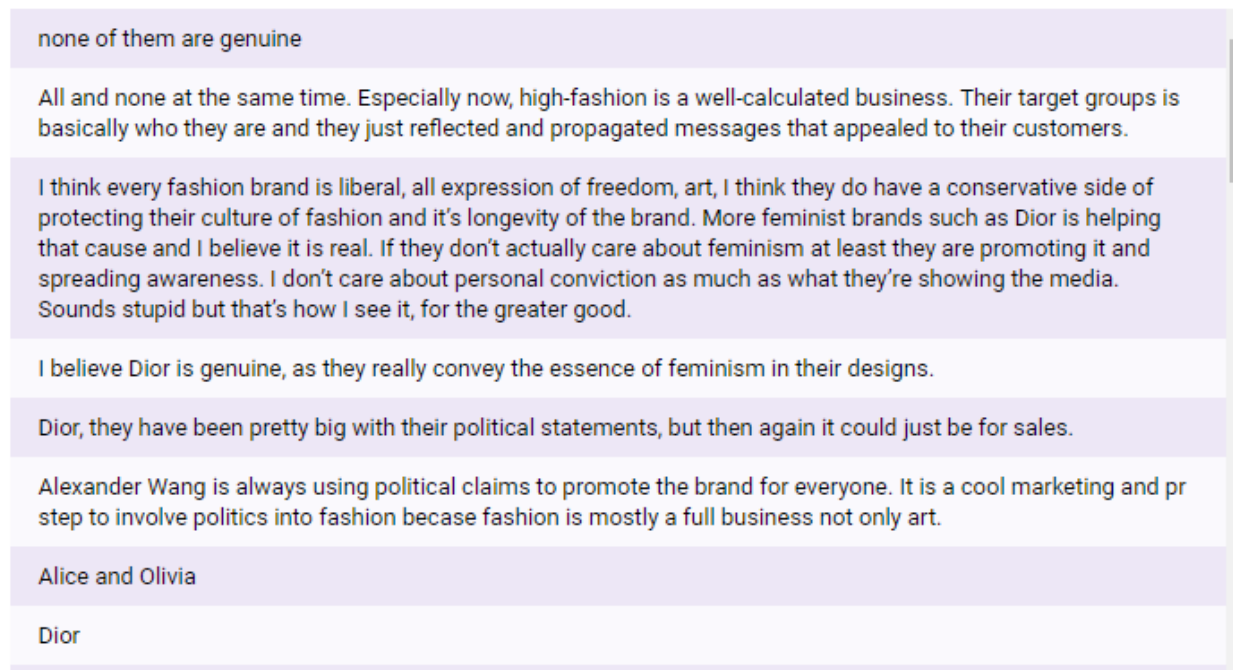 none of them are genuine
All and none at the same time. Especially now, high-fashion is a well-calculated business. Their target groups is
basically who they are and they just reflected and propagated messages that appealed to their customers.
I think every fashion brand is liberal, all expression of freedom, art, I think they do have a conservative side of
protecting their culture of fashion and it's longevity of the brand. More feminist brands such as Dior is helping
that cause and I believe it is real. If they don't actually care about feminism at least they are promoting it and
spreading awareness. I don't care about personal conviction as much as what they're showing the media.
Sounds stupid but that's how I see it, for the greater good.
I believe Dior is genuine, as they really convey the essence of feminism in their designs.
Dior, they have been pretty big with their political statements, but then again it could just be for sales.
Alexander Wang is always using political claims to promote the brand for everyone. It is a cool marketing and pr
step to involve politics into fashion becase fashion is mostly a full business not only art.
Alice and Olivia
Dior